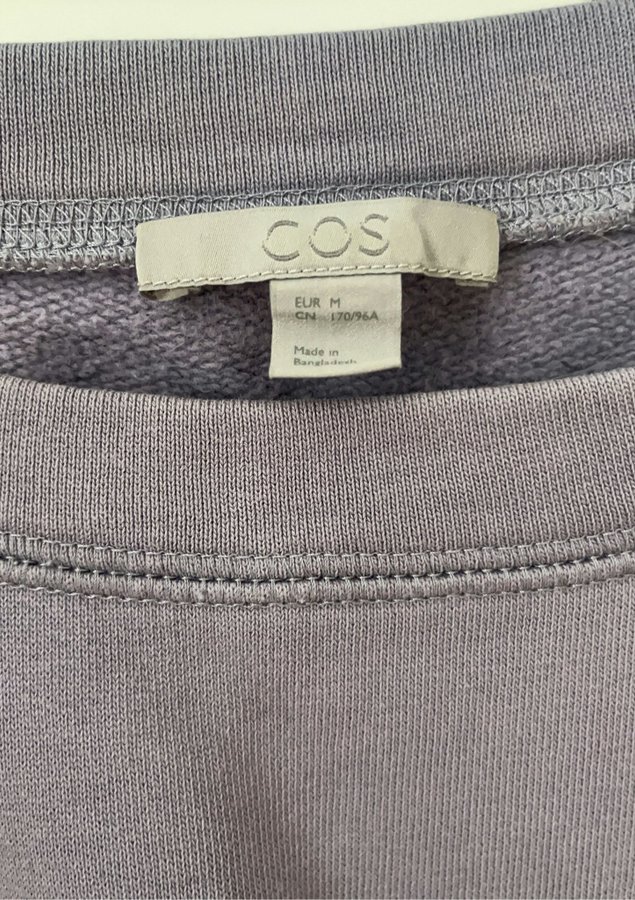 COS
EUR M
CN 170/96A
Made in
Bangladesh